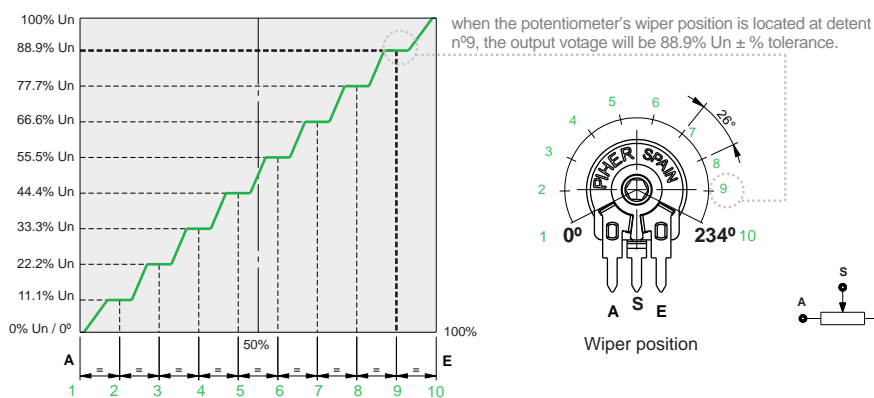 100% Un
88.9% Un
77.7% Un
66.6% Un
55.5% Un
44.4% Un
33.3% Un
22.2% Un
11.1% Un
0% Un / 0º
50%
100%
A
E
= = = = = = = = =
1 2 3 4 5 6 7 8 9 10
when the potentiometer's wiper position is located at detent
nº9, the output votage will be 88.9% Un ± % tolerance.
1
2
3
4
5
6
7
8
9
10
26°
PIHER SPAIN
0º
234º
A S E
Wiper position
S
A